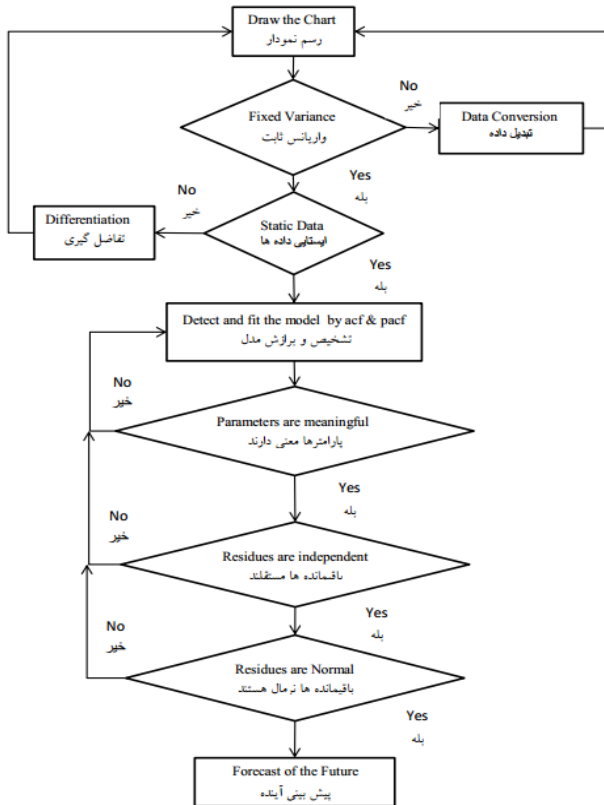 Draw the Chart
رسم نمودار
No
خیر
Fixed Variance
واریانس ثابت
Data Conversion
تبدیل داده
Yes
بله
No
خیر
Differentiation
تفاضل گیری
Static Data
ایستایی داده ها
Yes
بله
Detect and fit the model by acf & pacf
تشخیص و برازش مدل
No
خیر
Parameters are meaningful
پارامترها معنی دارند
Yes
بله
No
خیر
Residues are independent
باقیمانده ها مستقلند
Yes
بله
No
خیر
Residues are Normal
باقیمانده ها نرمال هستند
Yes
بله
Forecast of the Future
پیش بینی آینده